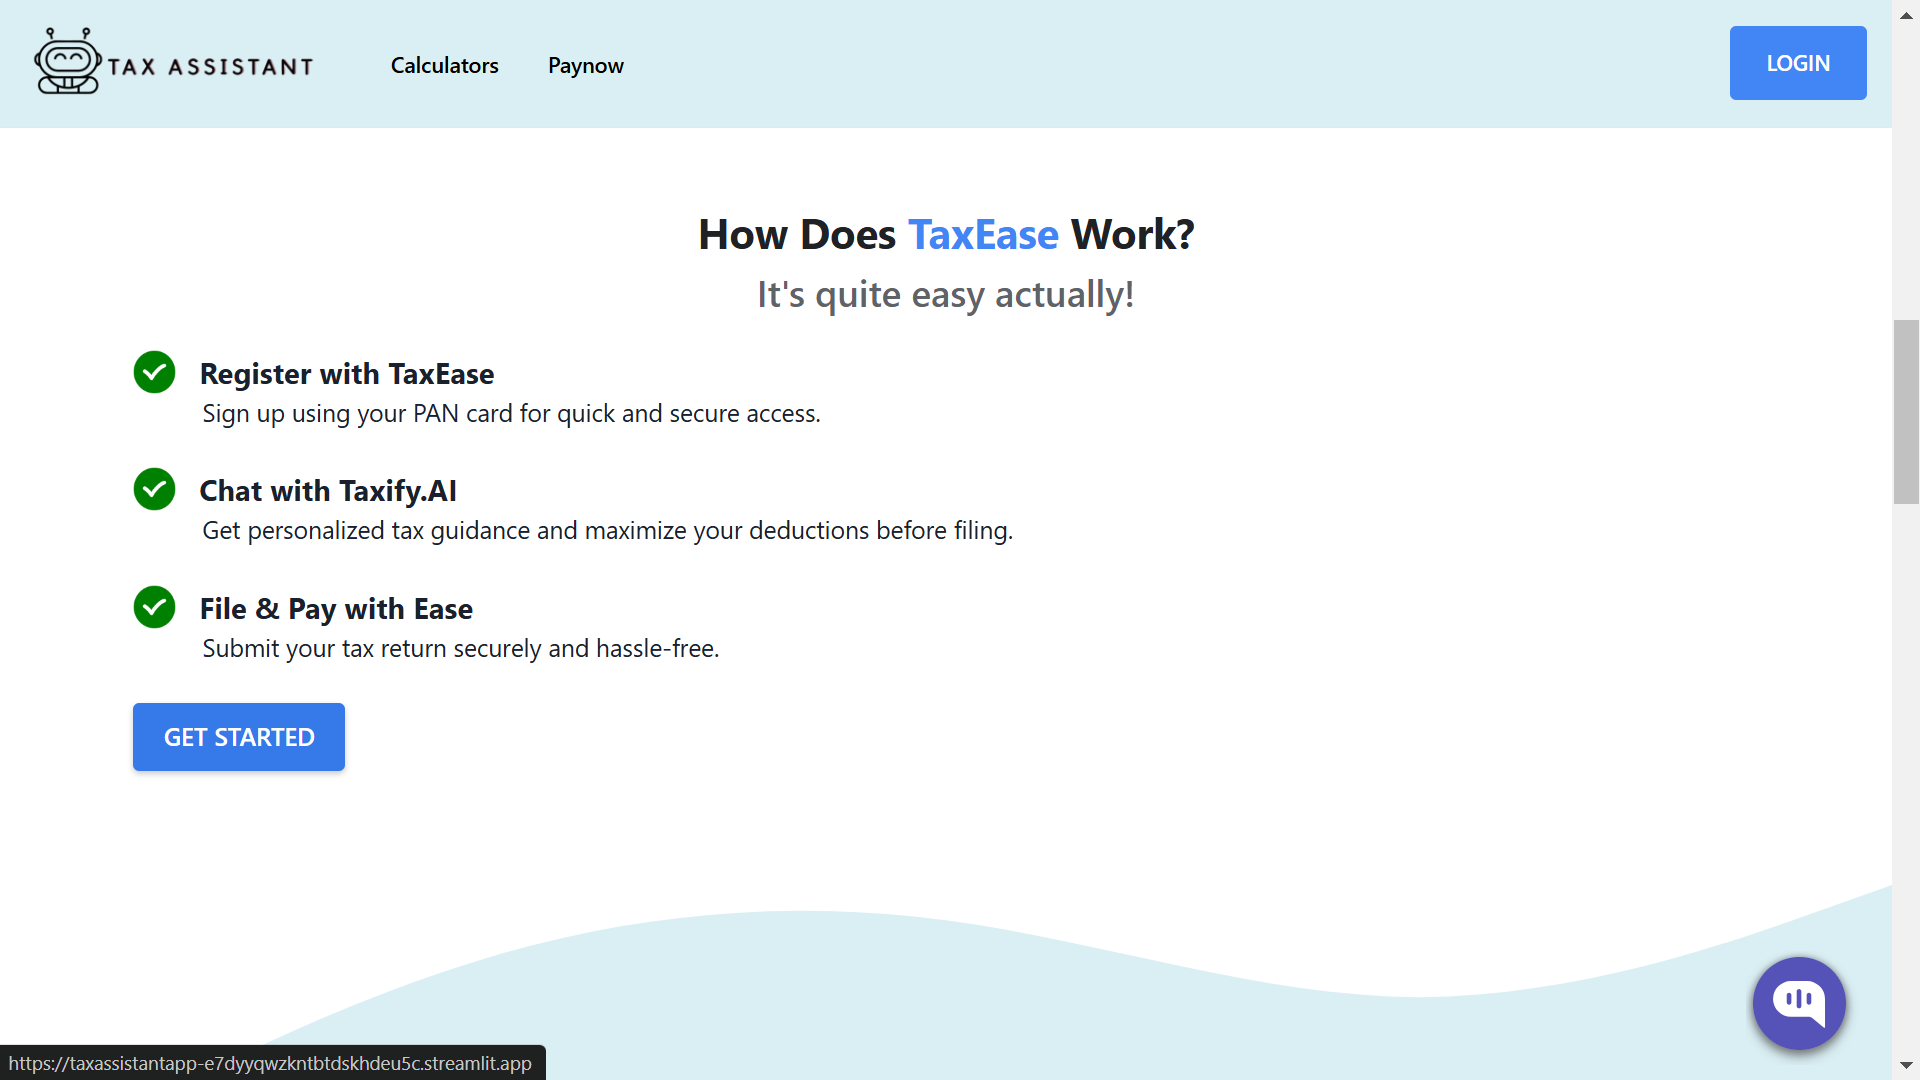 TAX ASSISTANT
Calculators
Paynow
LOGIN
How Does TaxEase Work?
It's quite easy actually!
Register with TaxEase
Sign up using your PAN card for quick and secure access.
Chat with Taxify.AI
Get personalized tax guidance and maximize your deductions before filing.
File & Pay with Ease
Submit your tax return securely and hassle-free.
GET STARTED
https://taxassistantapp-e7dyyqwzkntbtdskhdeu5c.streamlit.app